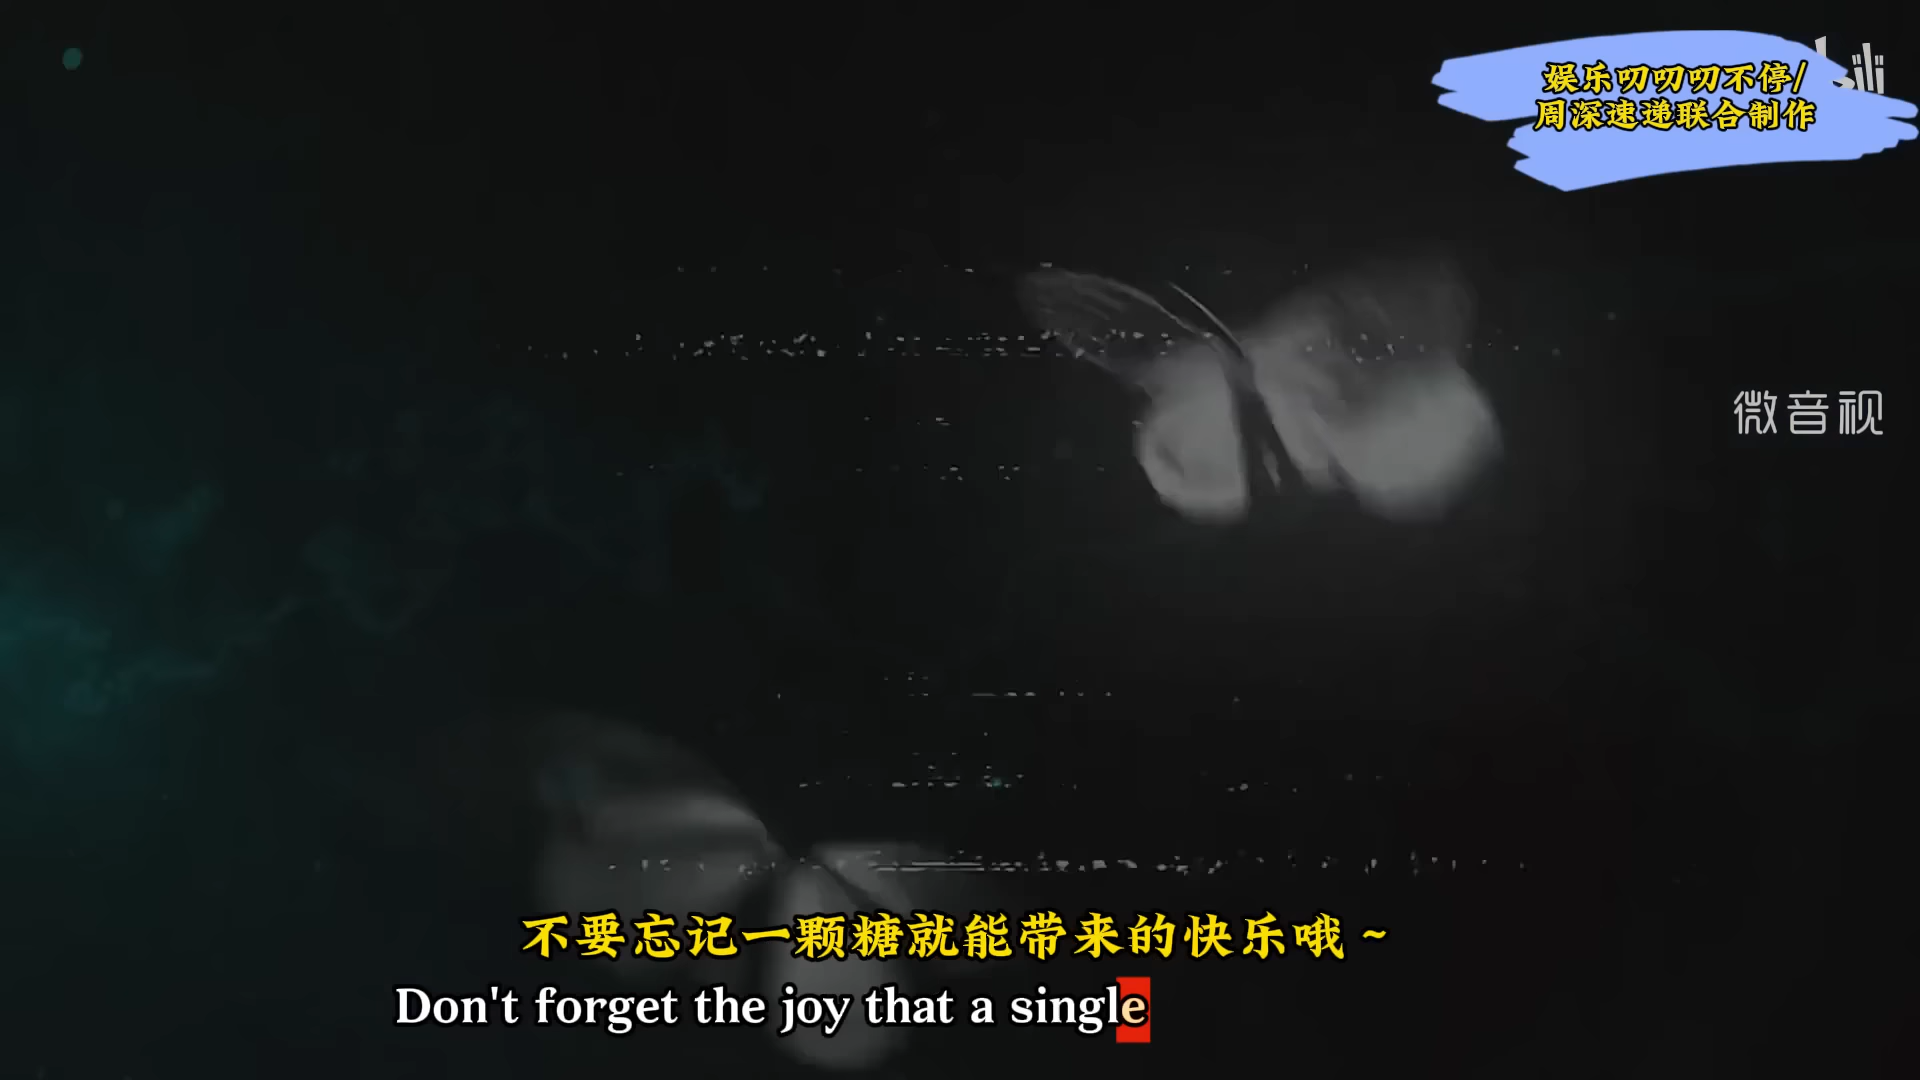 娱乐叨叨叨不停/
周深速递联合制作
微音视
不要忘记一颗糖就能带来的快乐哦~
Don't forget the joy that a single